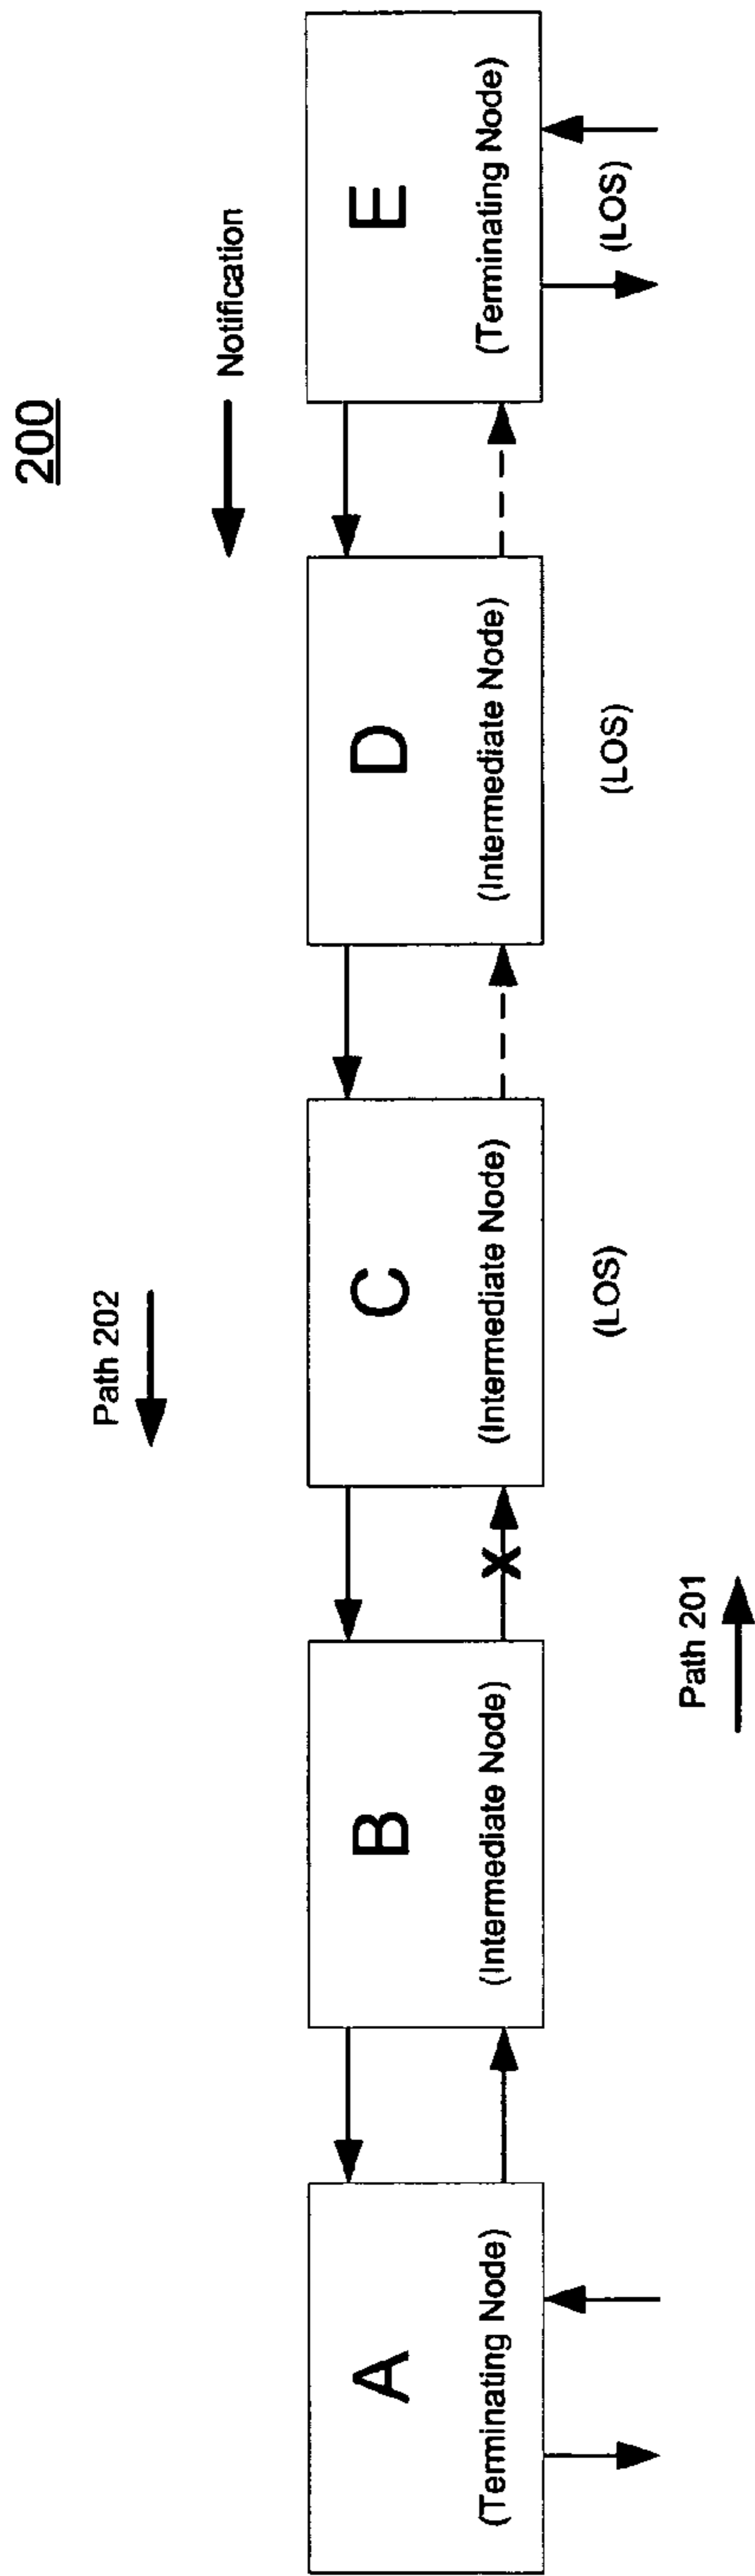 200
Path 202
Notification
A
(Terminating Node)
B
(Intermediate Node)
C
(Intermediate Node)
D
(Intermediate Node)
E
(Terminating Node)
X
(LOS)
(LOS)
(LOS)
Path 201